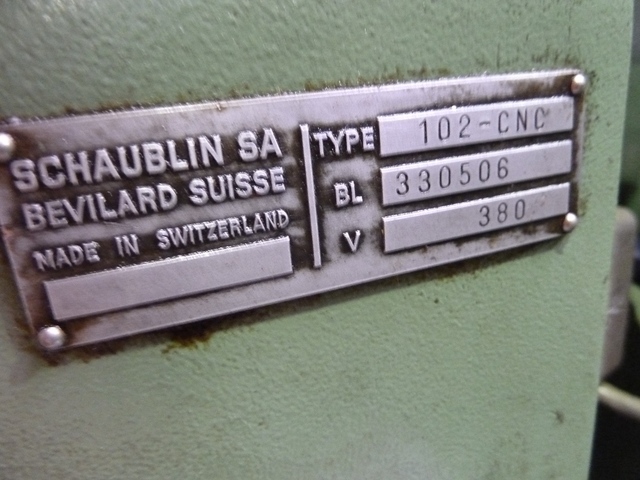 SCHAUBLIN SA
BEVILARD SUISSE
MADE IN SWITZERLAND
TYPE 102-CNC
BL 330506
V 380